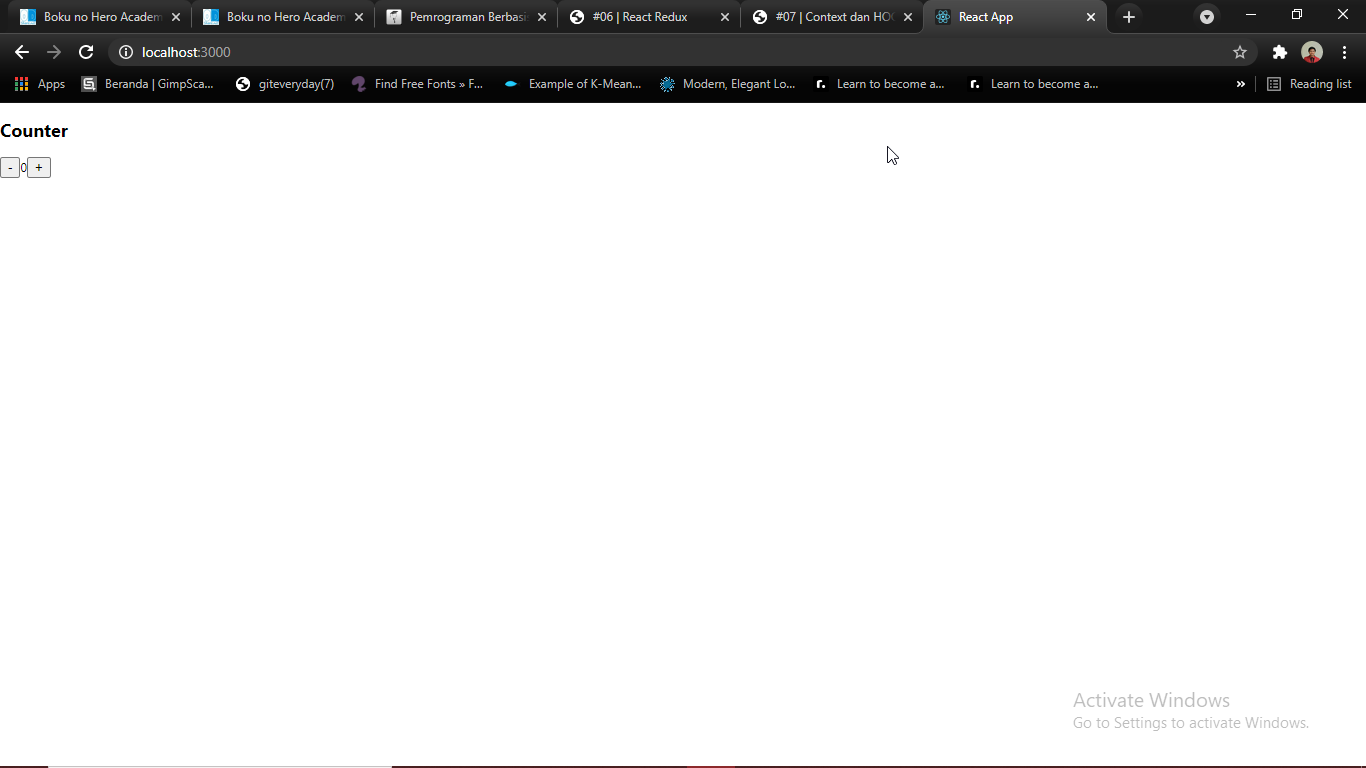 Boku no Hero Academ
Boku no Hero Academ
Pemrograman Berbasi
#06 | React Redux
#07 | Context dan HO
React App
localhost:3000
Apps
Beranda | GimpSca...
giteveryday(7)
Find Free Fonts » F...
Example of K-Mean...
Modern, Elegant Lo...
Learn to become a...
Learn to become a...
»
Reading list
Counter
- 0 +
Activate Windows
Go to Settings to activate Windows.